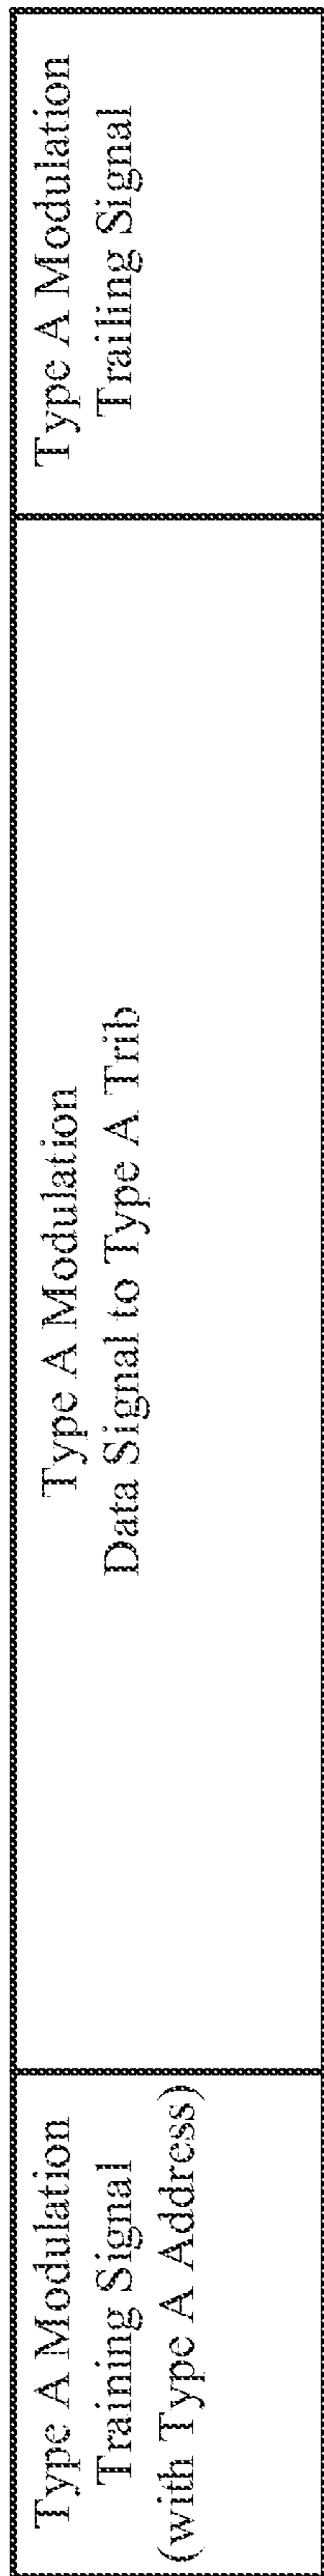 Type A Modulation
Training Signal
(with Type A Address)
Type A Modulation
Data Signal to Type A Trib
Type A Modulation
Trailing Signal